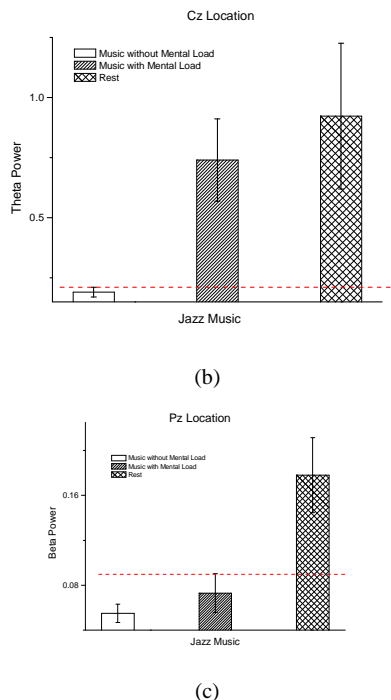 Cz Location
Music without Mental Load
Music with Mental Load
Rest
1.0
0.5
Theta Power
Jazz Music
(b)
Pz Location
Music without Mental Load
Music with Mental Load
Rest
0.16
0.08
Beta Power
Jazz Music
(c)